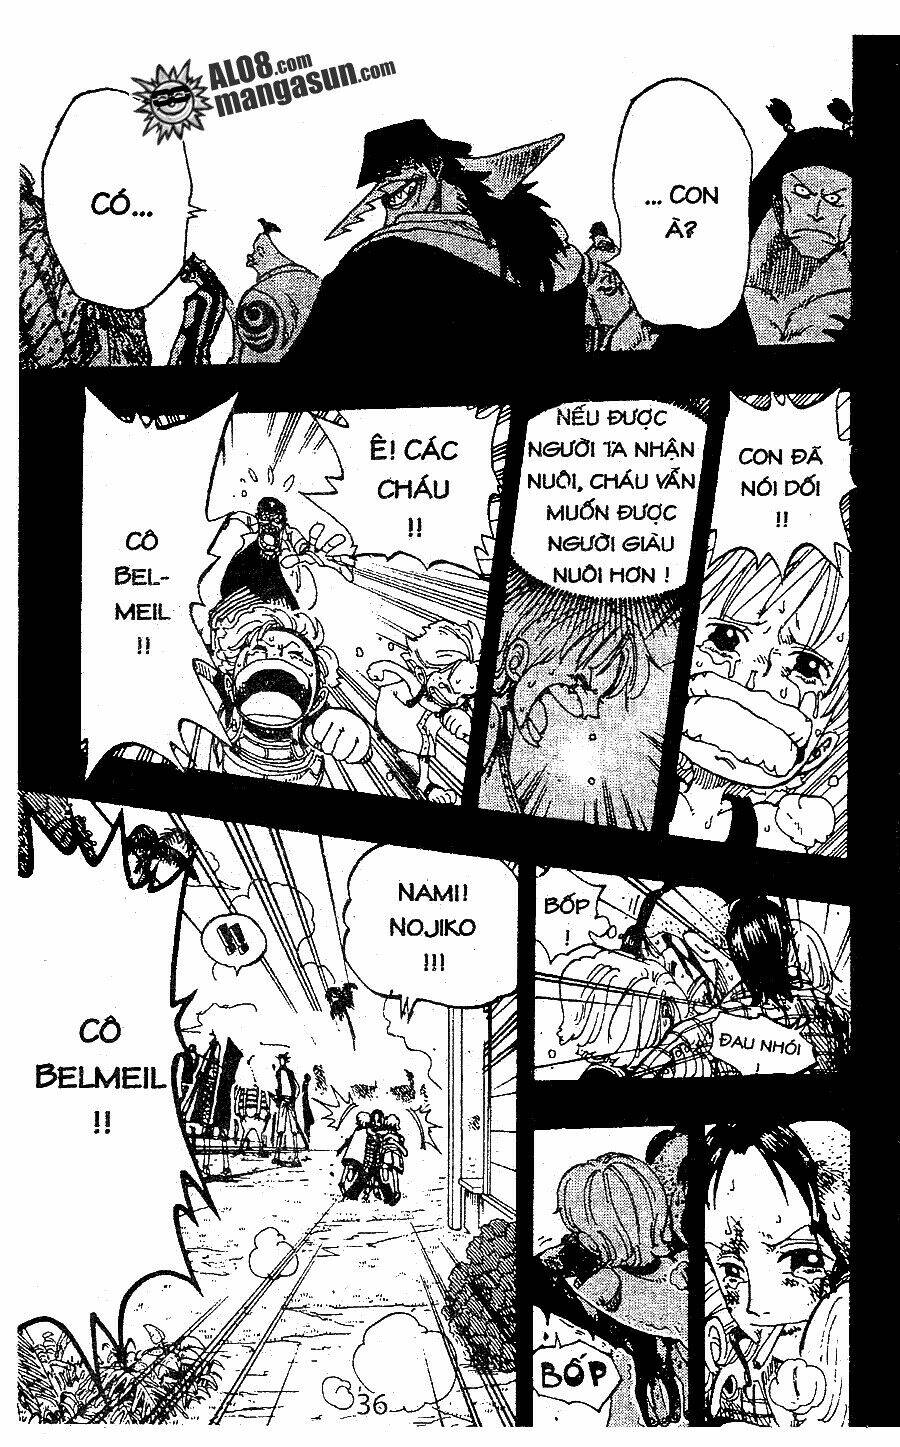 AL08.com
mangasun.com
... CON
À?
CÓ...
CON ĐÃ
NÓI DỐI
!!
NẾU ĐƯỢC
NGƯỜI TA NHẬN
NUÔI, CHÁU VẪN
MUỐN ĐƯỢC
NGƯỜI GIÀU
NUÔI HƠN !
Ê! CÁC
CHÁU
!!
CÔ
BEL-
MEIL
!!
BỐP
!
ĐAU NHÓI
!
BỐP
NAMI!
NOJIKO
!!!
!!
CÔ
BELMEIL
!!
36